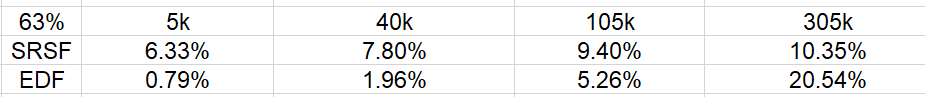 63% 5k 40k 105k 305k
SRSF 6.33% 7.80% 9.40% 10.35%
EDF 0.79% 1.96% 5.26% 20.54%